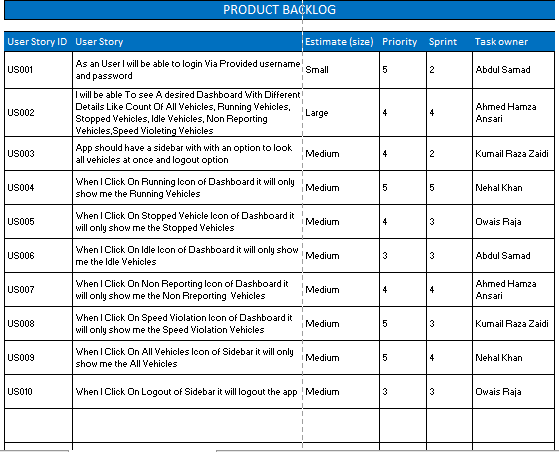 PRODUCT BACKLOG
User Story ID User Story Estimate (size) Priority Sprint Task owner
US001 As an User I will be able to login Via Provided username and password Small 5 2 Abdul Samad
US002 I will be able To see A desired Dashboard With Different Details Like Count Of All Vehicles, Running Vehicles, Stopped Vehicles, Idle Vehicles, Non Reporting Vehicles,Speed Violeting Vehicles Large 4 4 Ahmed Hamza Ansari
US003 App should have a sidebar with with an option to look all vehicles at once and logout option Medium 4 2 Kumail Raza Zaidi
US004 When I Click On Running Icon of Dashboard it will only show me the Running Vehicles Medium 5 5 Nehal Khan
US005 When I Click On Stopped Vehicle Icon of Dashboard it will only show me the Stopped Vehicles Medium 4 3 Owais Raja
US006 When I Click On Idle Icon of Dashboard it will only show me the Idle Vehicles Medium 3 3 Abdul Samad
US007 When I Click On Non Reporting Icon of Dashboard it will only show me the Non Rreporting Vehicles Medium 4 4 Ahmed Hamza Ansari
US008 When I Click On Speed Violation Icon of Dashboard it will only show me the Speed Violation Vehicles Medium 5 3 Kumail Raza Zaidi
US009 When I Click On All Vehicles Icon of Sidebar it will only show me the All Vehicles Medium 5 4 Nehal Khan
US010 When I Click On Logout of Sidebar it will logout the app Medium 3 3 Owais Raja